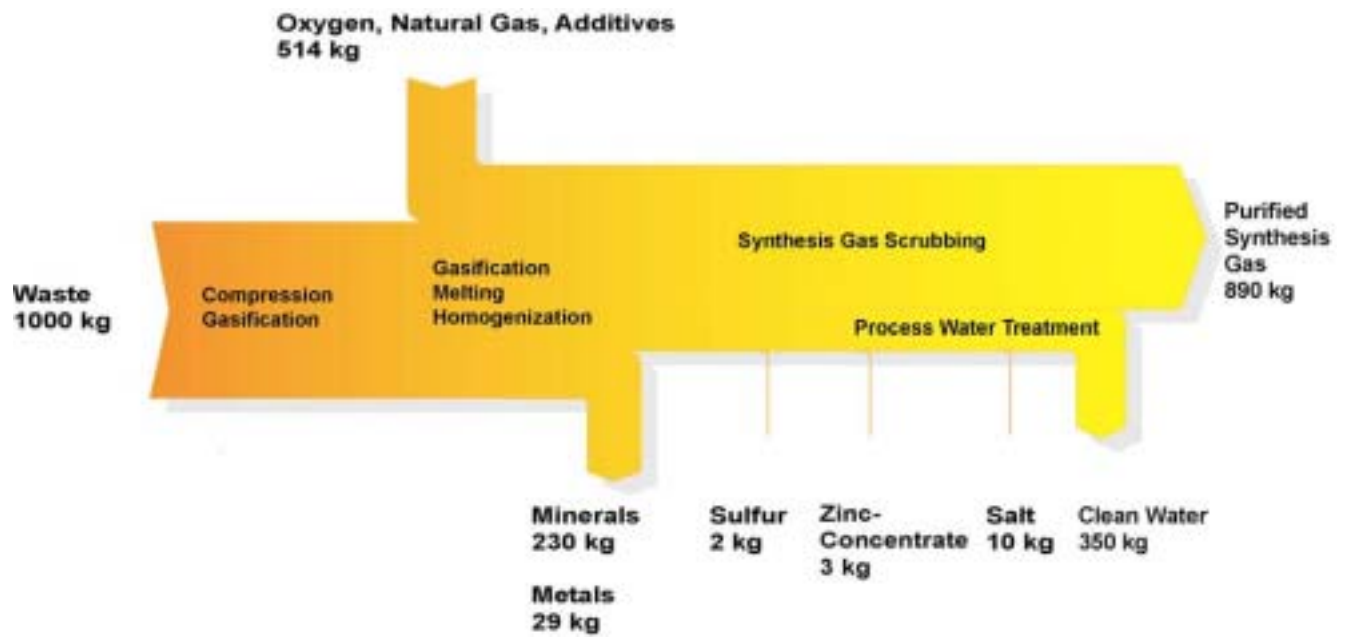 Oxygen, Natural Gas, Additives
514 kg
Waste
1000 kg
Compression
Gasification
Gasification
Melting
Homogenization
Synthesis Gas Scrubbing
Process Water Treatment
Purified
Synthesis
Gas
890 kg
Minerals
230 kg
Metals
29 kg
Sulfur
2 kg
Zinc-
Concentrate
3 kg
Salt
10 kg
Clean Water
350 kg